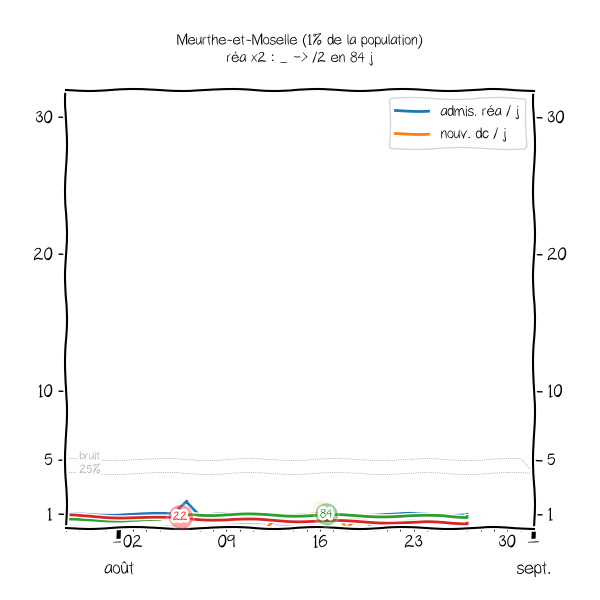 Meurthe-et-Moselle (1% de la population)
réa x2 : _ -> /2 en 84 j
admis. réa / j
nouv. dc / j
30 30
20 20
10 10
5 bruit 5
25%
1 22 84 1
02 09 16 23 30
août sept.